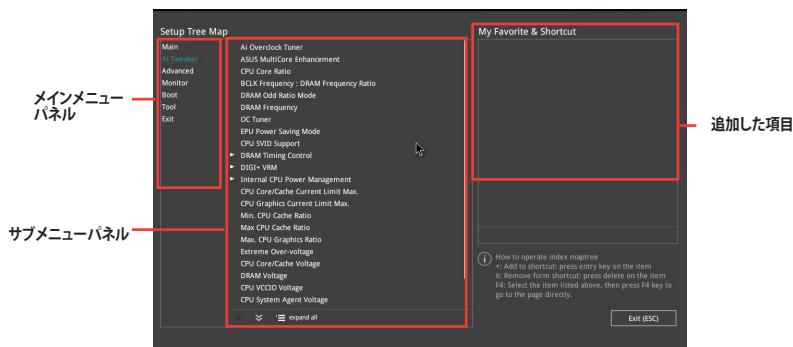 Setup Tree Map
My Favorite & Shortcut
Main
Ai Tweaker
Advanced
Monitor
Boot
Tool
Exit
Ai Overclock Tuner
ASUS MultiCore Enhancement
CPU Core Ratio
BCLK Frequency : DRAM Frequency Ratio
DRAM Odd Ratio Mode
DRAM Frequency
OC Tuner
EPU Power Saving Mode
CPU SVID Support
DRAM Timing Control
DIGI+ VRM
Internal CPU Power Management
CPU Core/Cache Current Limit Max.
CPU Graphics Current Limit Max.
Min. CPU Cache Ratio
Max CPU Cache Ratio
Max. CPU Graphics Ratio
Extreme Over-voltage
CPU Core/Cache Voltage
DRAM Voltage
CPU VCCIO Voltage
CPU System Agent Voltage
expand all
How to operate index maptree
+: Add to shortcut: press entry key on the item
X: Remove form shortcut: press delete on the item
F4: Select the item listed above, then press F4 key to
go to the page directly.
Exit (ESC)
メインメニュー
パネル
サブメニューパネル
追加した項目